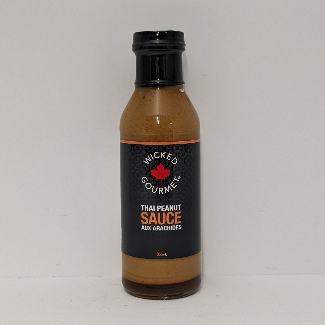 WICKED
GOURMET
THAI PEANUT
SAUCE
AUX ARACHIDES